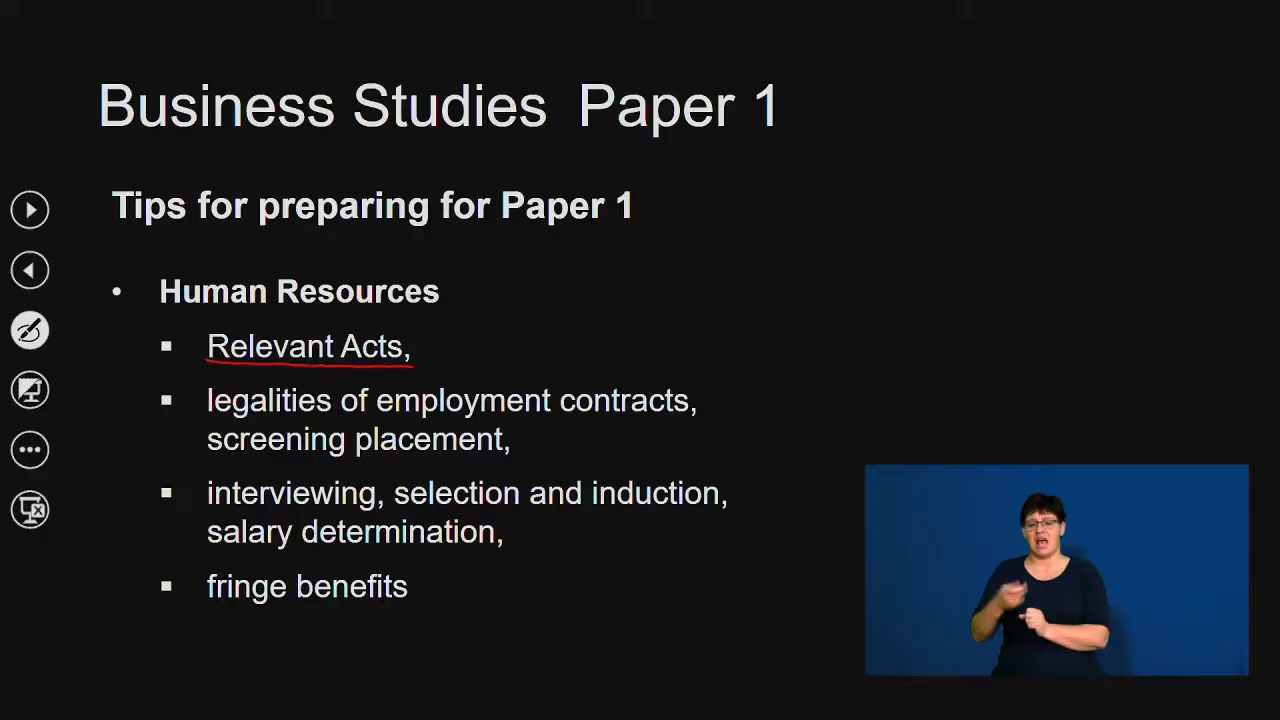 Business Studies Paper 1
Tips for preparing for Paper 1
• Human Resources
▪ Relevant Acts,
▪ legalities of employment contracts,
screening placement,
▪ interviewing, selection and induction,
salary determination,
▪ fringe benefits